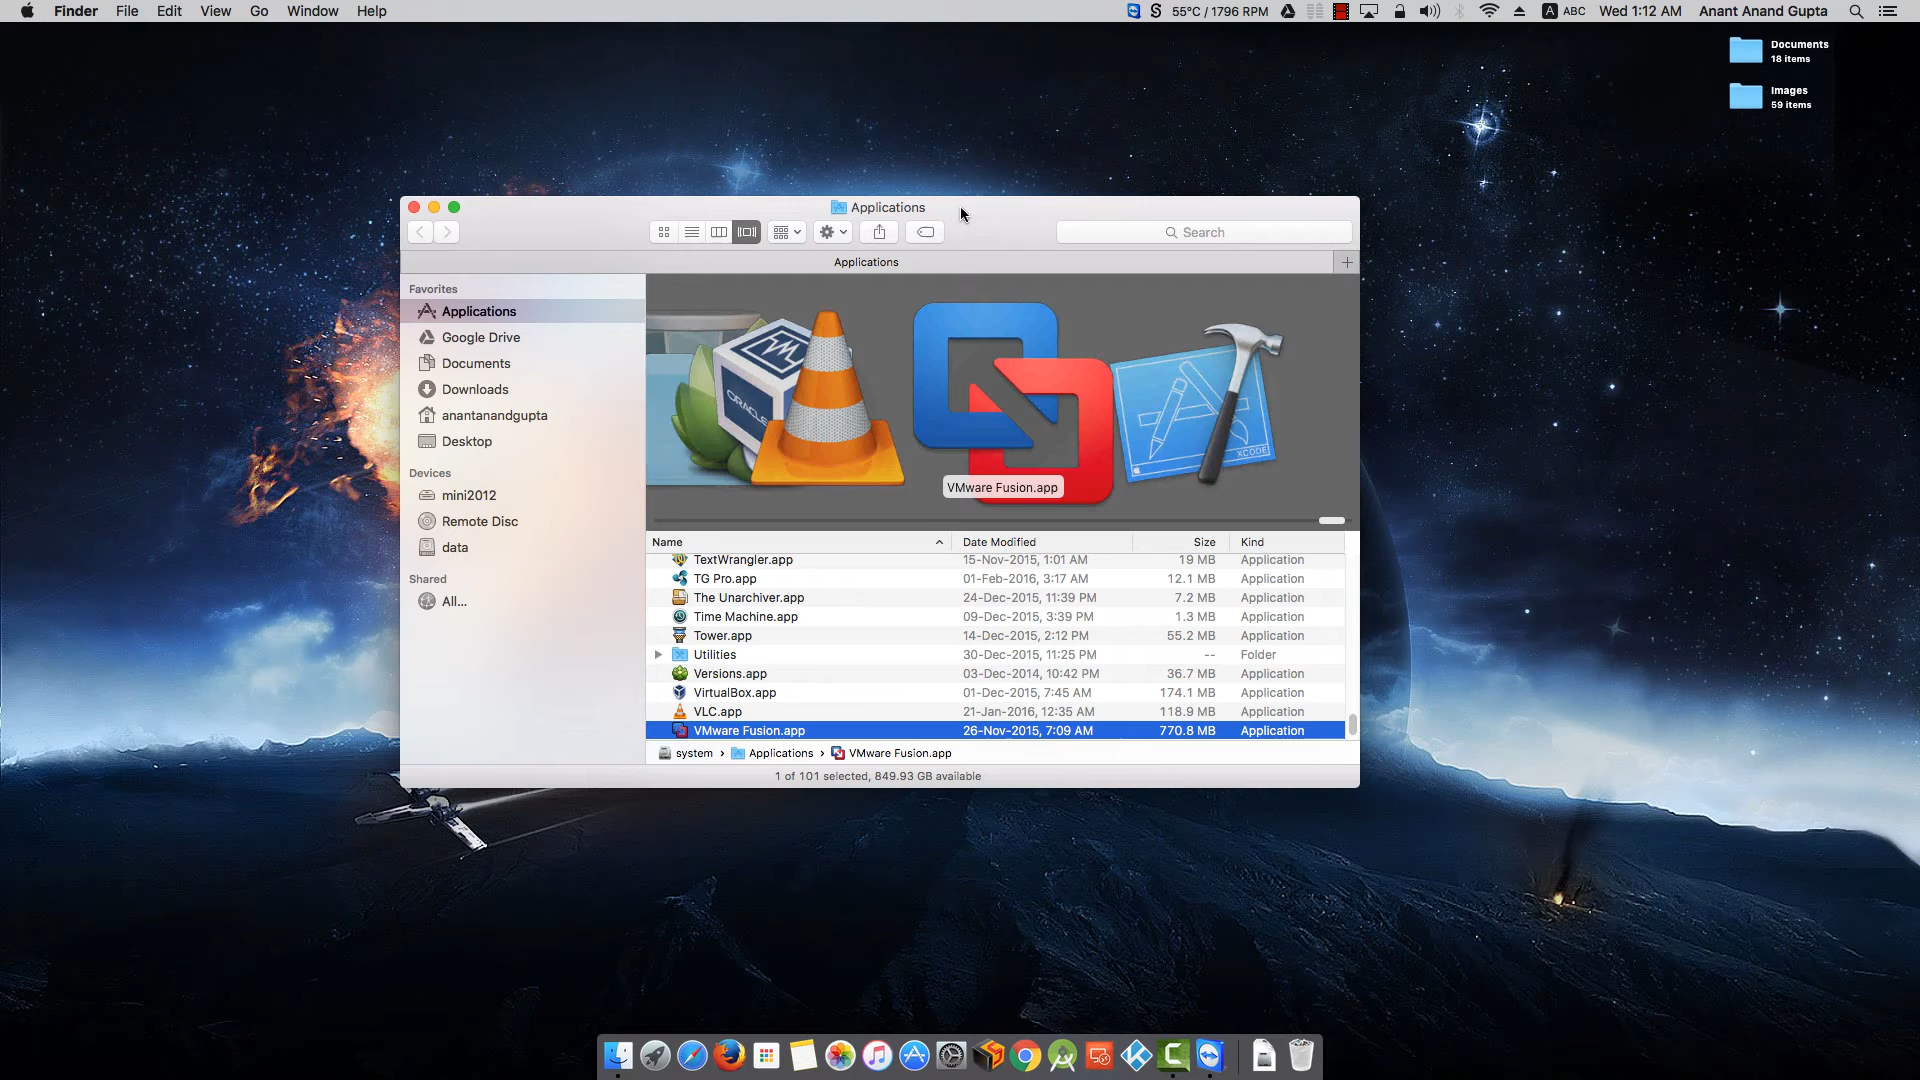 Finder File Edit View Go Window Help
55°C / 1796 RPM A ABC Wed 1:12 AM Anant Anand Gupta
Documents
18 items
Images
59 items
Applications
Search
Applications
Favorites
Applications
Google Drive
Documents
Downloads
anantanandgupta
Desktop
Devices
mini2012
Remote Disc
data
Shared
All...
ORACLE
XCODE
VMware Fusion.app
Name Date Modified Size Kind
TextWrangler.app 15-Nov-2015, 1:01 AM 19 MB Application
TG Pro.app 01-Feb-2016, 3:17 AM 12.1 MB Application
The Unarchiver.app 24-Dec-2015, 11:39 PM 7.2 MB Application
Time Machine.app 09-Dec-2015, 3:39 PM 1.3 MB Application
Tower.app 14-Dec-2015, 2:12 PM 55.2 MB Application
Utilities 30-Dec-2015, 11:25 PM -- Folder
Versions.app 03-Dec-2014, 10:42 PM 36.7 MB Application
VirtualBox.app 01-Dec-2015, 7:45 AM 174.1 MB Application
VLC.app 21-Jan-2016, 12:35 AM 118.9 MB Application
VMware Fusion.app 26-Nov-2015, 7:09 AM 770.8 MB Application
system › Applications › VMware Fusion.app
1 of 101 selected, 849.93 GB available